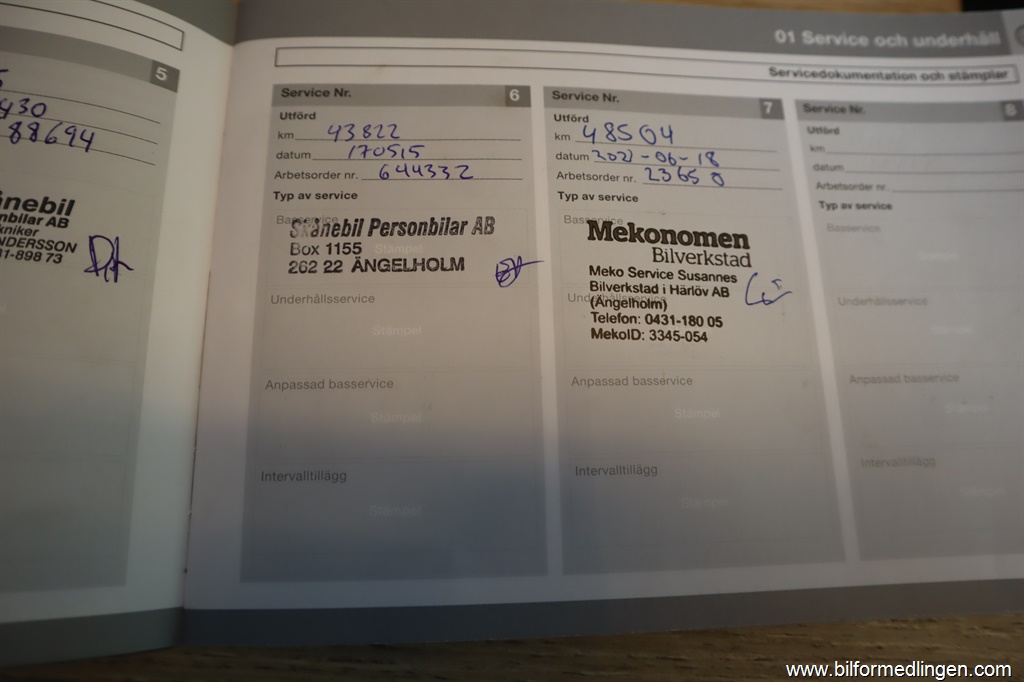 01 Service och underhåll
Servicedokumentation och stämplar
5
430
88694
ånebil
nbilar AB
kniker
NDERSSON
31-898 73
Service Nr. 6
Utförd
km 43822
datum 170515
Arbetsorder nr. 644332
Typ av service
Basservice
Skånebil Personbilar AB
Stämpel
Box 1155
262 22 ÄNGELHOLM
Underhållsservice
Stämpel
Anpassad basservice
Stämpel
Intervalltillägg
Stämpel
Service Nr. 7
Utförd
km 48504
datum 2021-06-18
Arbetsorder nr. 23650
Typ av service
Basservice
Mekonomen
Bilverkstad
Meko Service Susannes
Bilverkstad i Härlöv AB
Underhållsservice
(Ängelholm)
Telefon: 0431-180 05
MekoID: 3345-054
Anpassad basservice
Stämpel
Intervalltillägg
Stämpel
Service Nr. 8
Utförd
km
datum
Arbetsorder nr.
Typ av service
Basservice
Stämpel
Underhållsservice
Stämpel
Anpassad basservice
Stämpel
Intervalltillägg
Stämpel
www.bilformedlingen.com